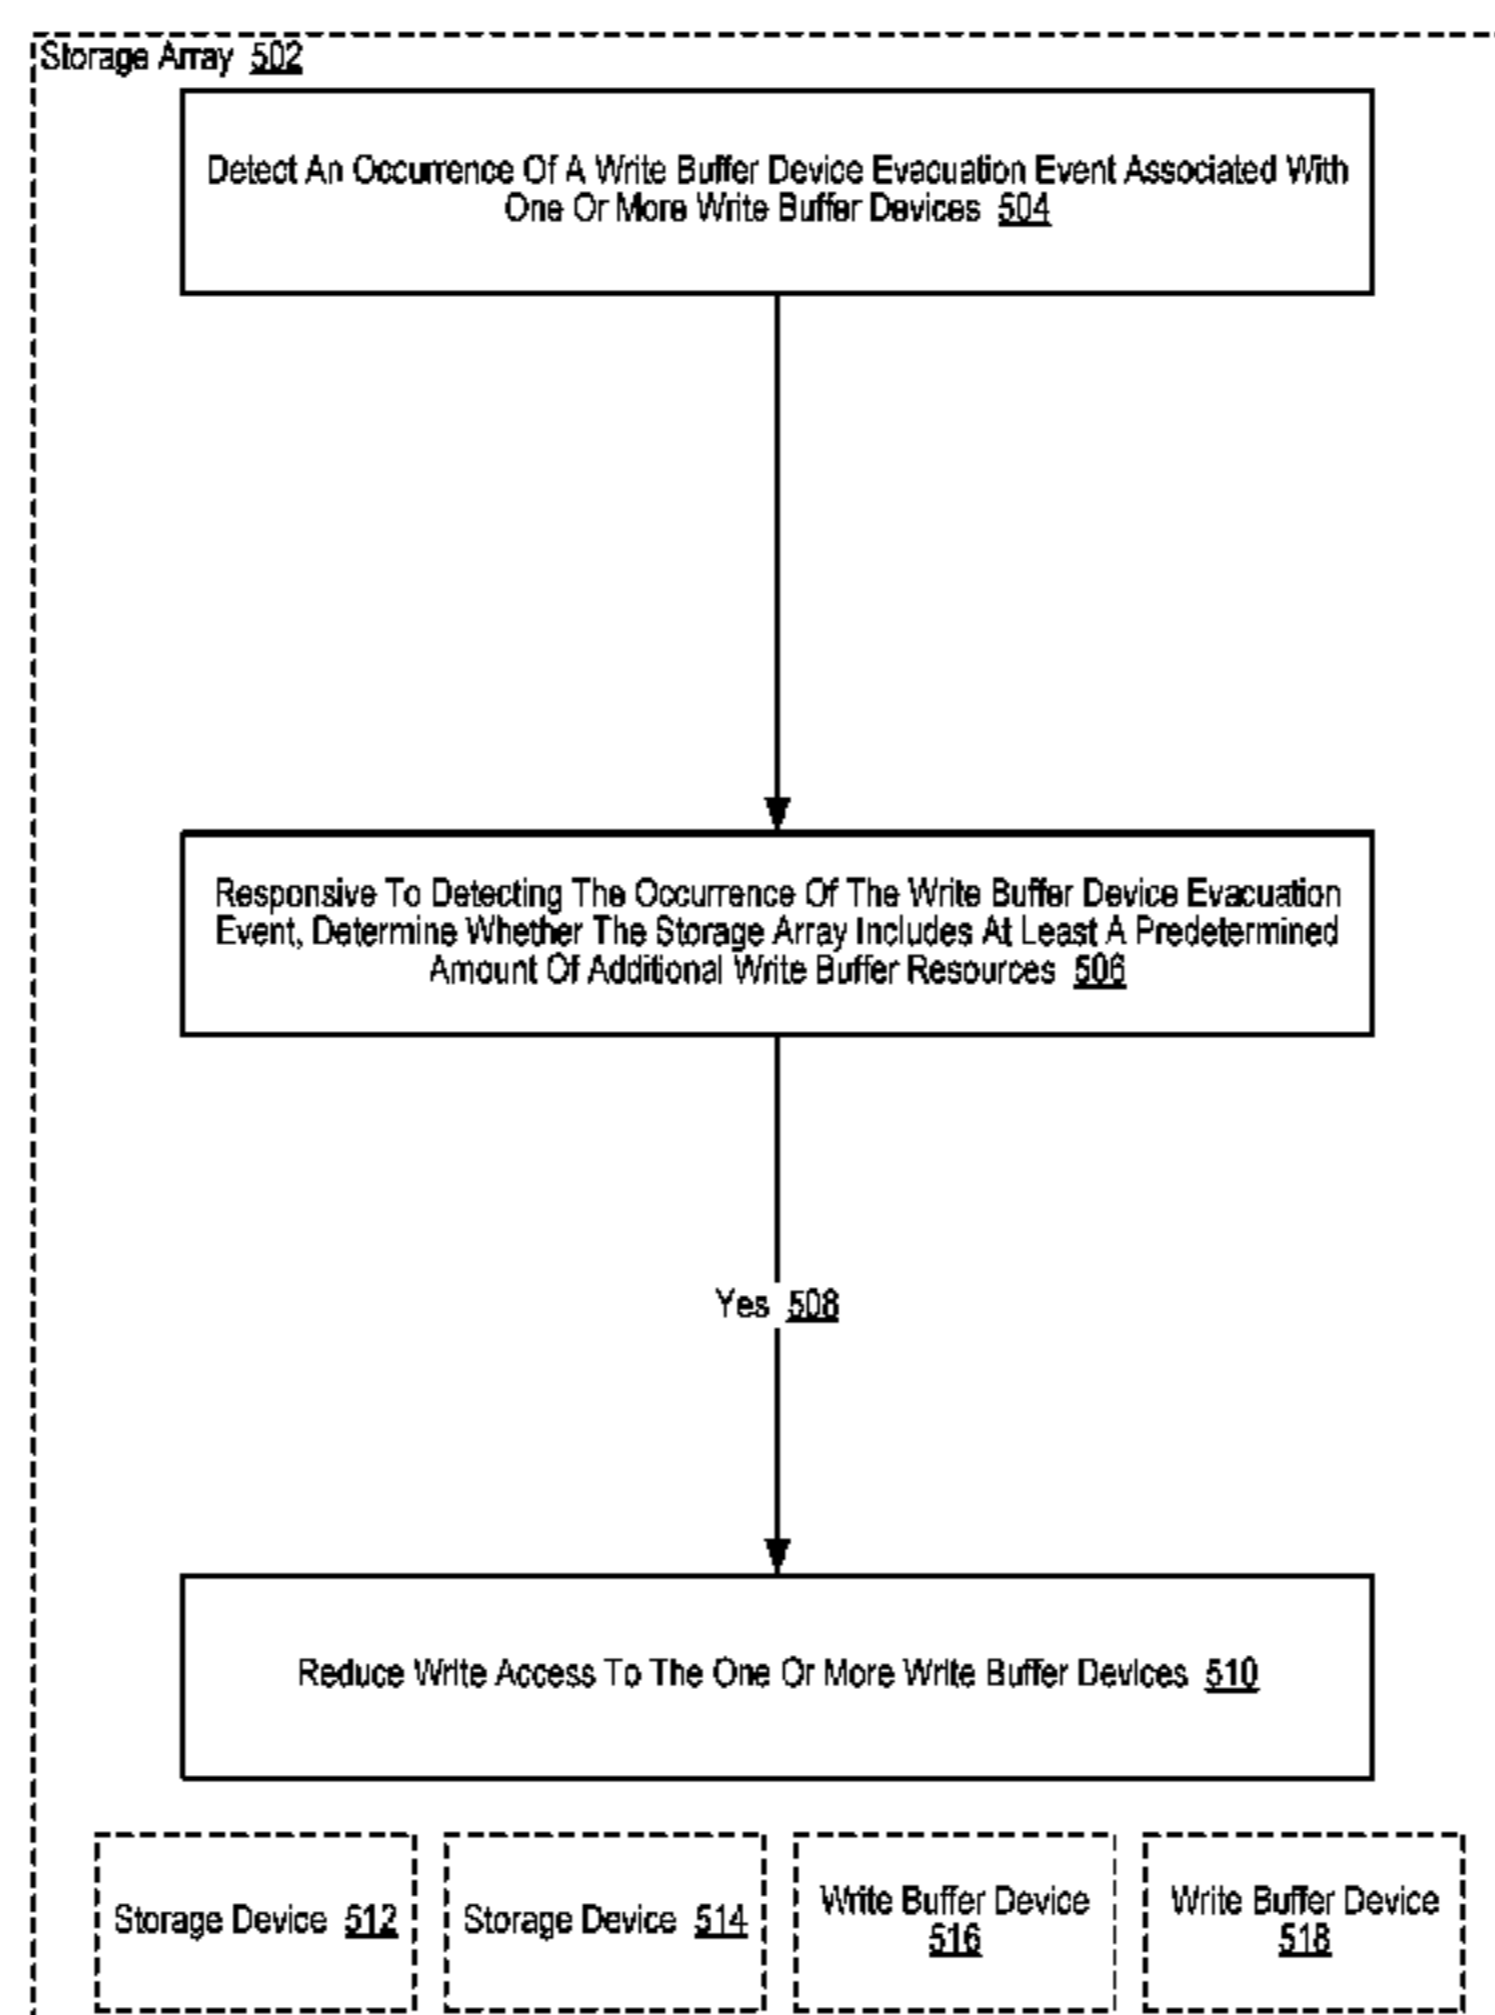 Storage Array 502
Detect An Occurrence Of A Write Buffer Device Evacuation Event Associated With
One Or More Write Buffer Devices 504
Responsive To Detecting The Occurrence Of The Write Buffer Device Evacuation
Event, Determine Whether The Storage Array Includes At Least A Predetermined
Amount Of Additional Write Buffer Resources 506
Yes 508
Reduce Write Access To The One Or More Write Buffer Devices 510
Storage Device 512
Storage Device 514
Write Buffer Device
516
Write Buffer Device
518